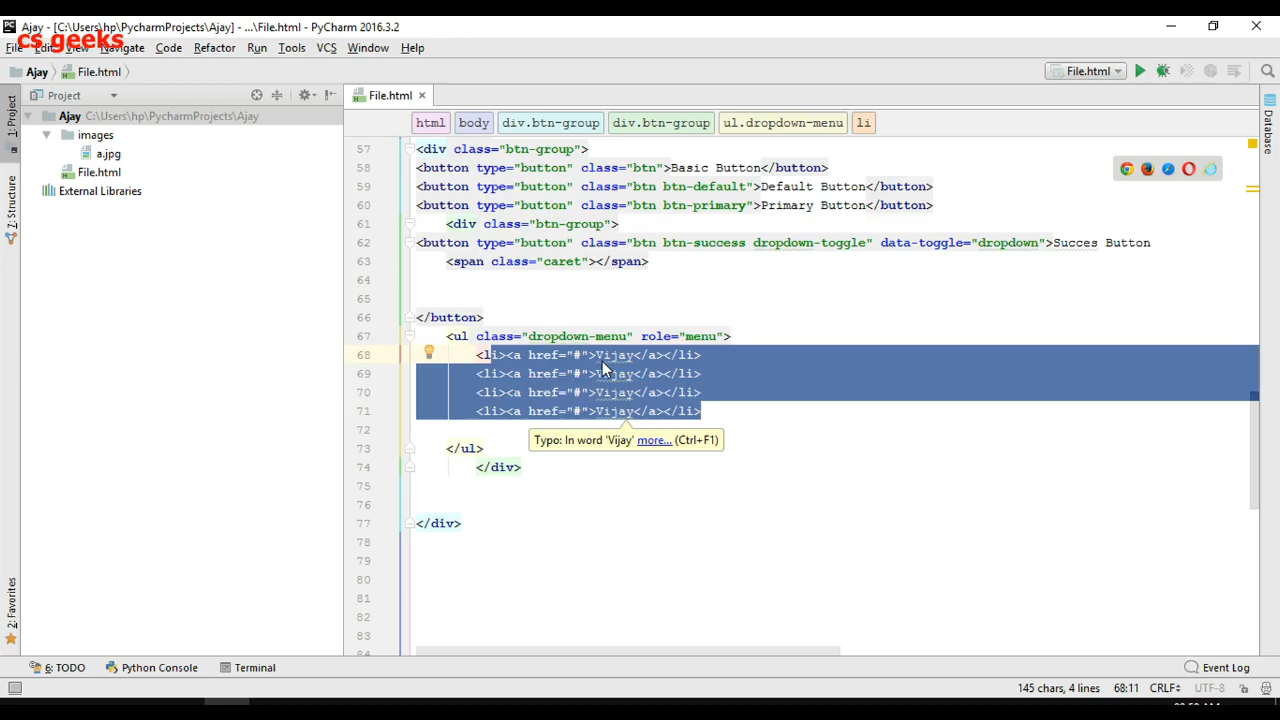 Ajay - [C:\Users\hp\PycharmProjects\Ajay] - ...\File.html - PyCharm 2016.3.2
cs geeks
File Edit View Navigate Code Refactor Run Tools VCS Window Help
Ajay File.html File.html
Project File.html
Ajay C:\Users\hp\PycharmProjects\Ajay
images
a.jpg
File.html
External Libraries
1: Project
7: Structure
2: Favorites
Database
html body div.btn-group div.btn-group ul.dropdown-menu li
57 <div class="btn-group">
58 <button type="button" class="btn">Basic Button</button>
59 <button type="button" class="btn btn-default">Default Button</button>
60 <button type="button" class="btn btn-primary">Primary Button</button>
61 <div class="btn-group">
62 <button type="button" class="btn btn-success dropdown-toggle" data-toggle="dropdown">Succes Button
63 <span class="caret"></span>
64
65
66 </button>
67 <ul class="dropdown-menu" role="menu">
68 <li><a href="#">Vijay</a></li>
69 <li><a href="#">Vijay</a></li>
70 <li><a href="#">Vijay</a></li>
71 <li><a href="#">Vijay</a></li>
72
Typo: In word 'Vijay' more... (Ctrl+F1)
73 </ul>
74 </div>
75
76
77 </div>
78
79
80
81
82
83
84
6: TODO Python Console Terminal Event Log
145 chars, 4 lines 68:11 CRLF UTF-8